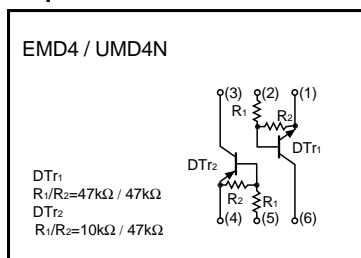 EMD4 / UMD4N
(3) (2) (1)
R1
R2
DTr1
DTr2
R2
R1
(4) (5) (6)
DTr1
R1/R2=47kΩ / 47kΩ
DTr2
R1/R2=10kΩ / 47kΩ